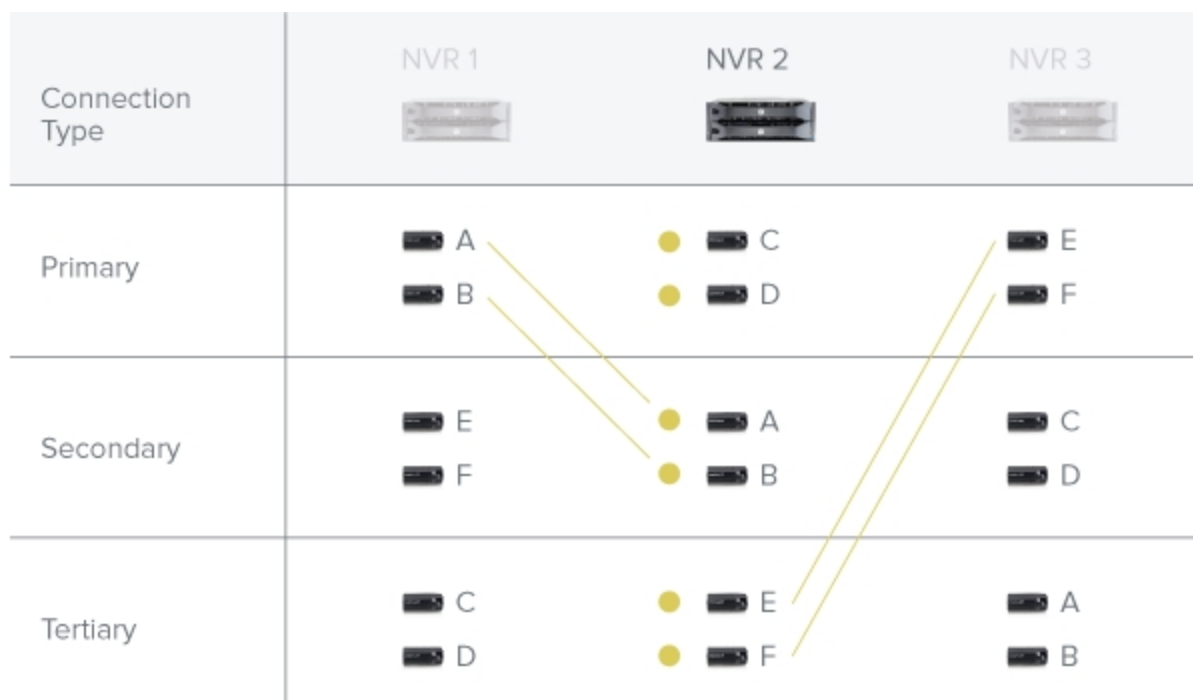 NVR 1
NVR 2
NVR 3
Connection
Type
Primary
A
C
E
B
D
F
Secondary
E
A
C
F
B
D
Tertiary
C
E
A
D
F
B